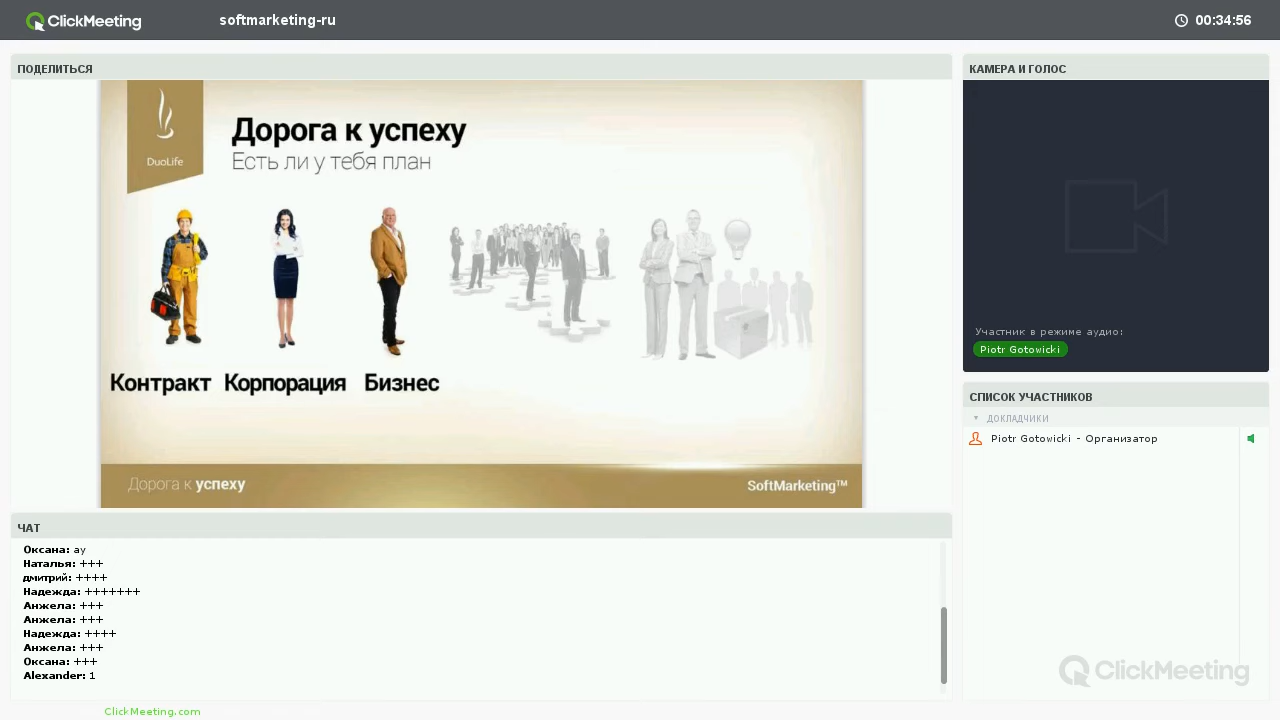 ClickMeeting
softmarketing-ru
00:34:56
ПОДЕЛИТЬСЯ
DuoLife
Дорога к успеху
Есть ли у тебя план
Контракт Корпорация Бизнес
Дорога к успеху
SoftMarketing™
КАМЕРА И ГОЛОС
Участник в режиме аудио:
Piotr Gotowicki
СПИСОК УЧАСТНИКОВ
ДОКЛАДЧИКИ
Piotr Gotowicki - Организатор
ЧАТ
Оксана: ау
Наталья: +++
дмитрий: ++++
Надежда: +++++++
Анжела: +++
Анжела: +++
Надежда: ++++
Анжела: +++
Оксана: +++
Alexander: 1
ClickMeeting
ClickMeeting.com